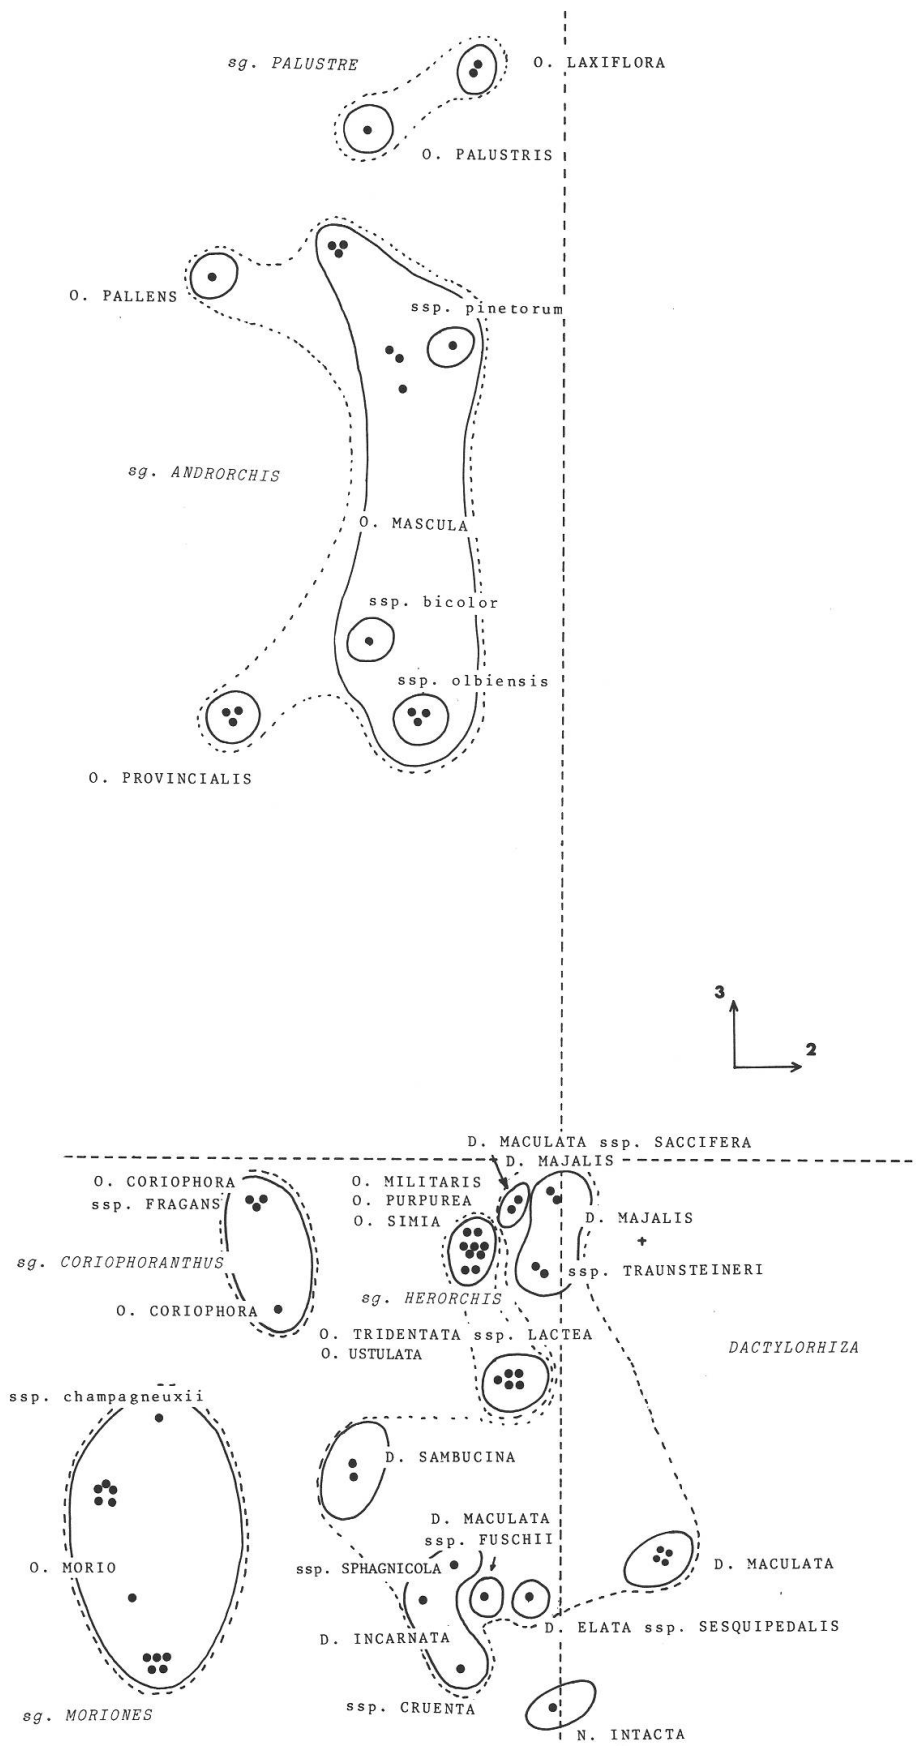 sg. PALUSTRE
O. LAXIFLORA
O. PALUSTRIS
O. PALLENS
ssp. pinetorum
sg. ANDRORCHIS
O. MASCULA
ssp. bicolor
ssp. olbiensis
O. PROVINCIALIS
3
2
D. MACULATA ssp. SACCIFERA
D. MAJALIS
O. CORIOPHORA
ssp. FRAGANS
O. MILITARIS
O. PURPUREA
O. SIMIA
D. MAJALIS
+
ssp. TRAUNSTEINERI
sg. CORIOPHORANTHUS
sg. HERORCHIS
O. CORIOPHORA
O. TRIDENTATA ssp. LACTEA
O. USTULATA
DACTYLORHIZA
ssp. champagneuxii
D. SAMBUCINA
D. MACULATA
ssp. FUSCHII
O. MORIO
ssp. SPHAGNICOLA
D. MACULATA
D. INCARNATA
D. ELATA ssp. SESQUIPEDALIS
ssp. CRUENTA
sg. MORIONES
N. INTACTA